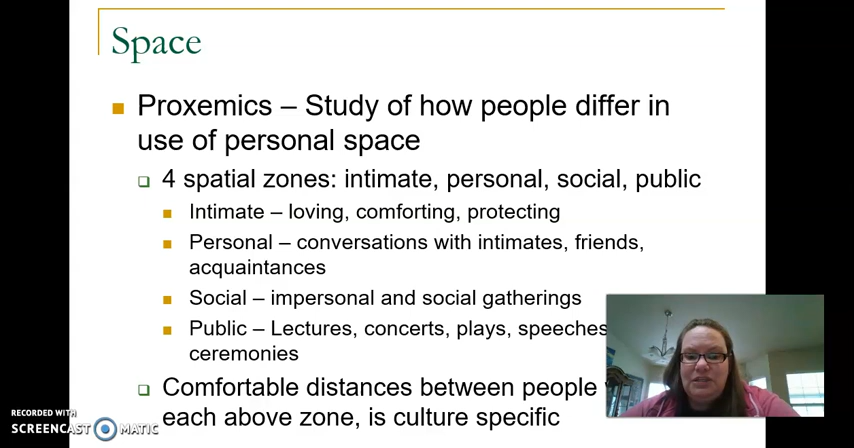 Space
Proxemics – Study of how people differ in
use of personal space
4 spatial zones: intimate, personal, social, public
Intimate – loving, comforting, protecting
Personal – conversations with intimates, friends,
acquaintances
Social – impersonal and social gatherings
Public – Lectures, concerts, plays, speeches
ceremonies
Comfortable distances between people
each above zone, is culture specific
RECORDED WITH
SCREENCAST MATIC